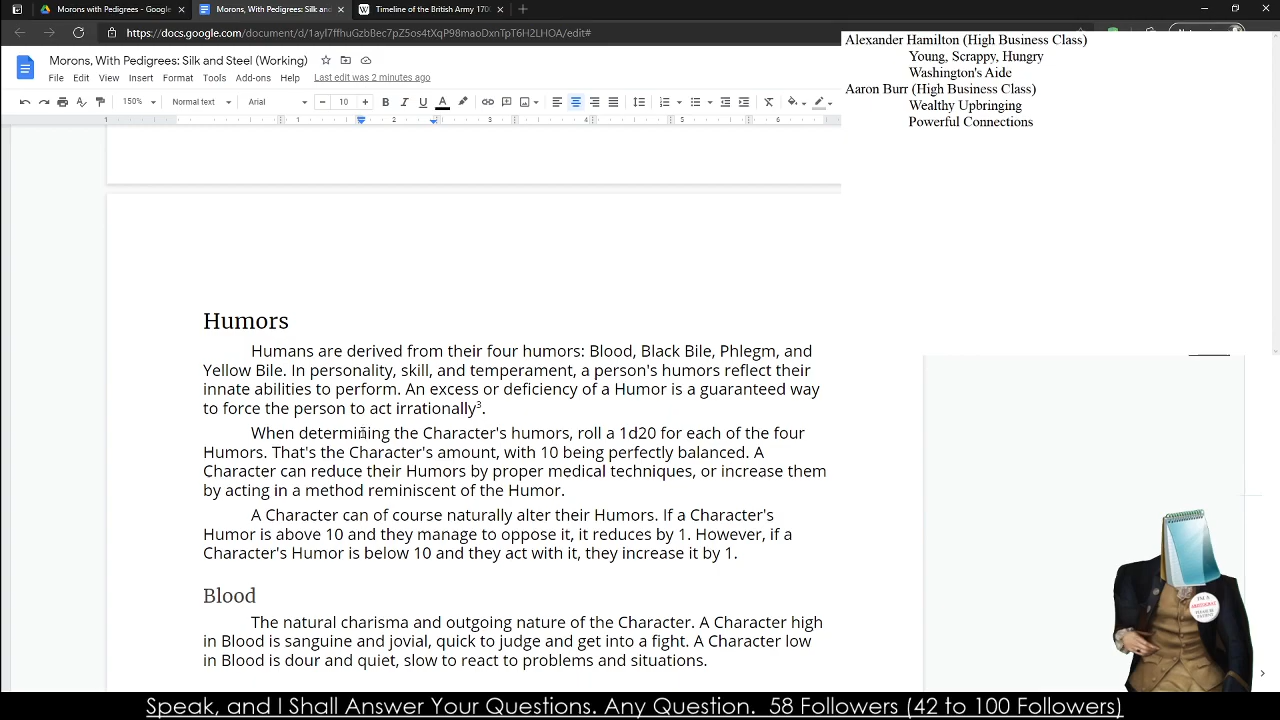 Morons with Pedigrees - Google
Morons, With Pedigrees: Silk and
Timeline of the British Army 170
https://docs.google.com/document/d/1ayI7ffhuGzbBec7pZ5os4tXqP98maoDxnTpT6H2LHOA/edit#
Morons, With Pedigrees: Silk and Steel (Working)
File Edit View Insert Format Tools Add-ons Help Last edit was 2 minutes ago
150% Normal text Arial 10
1 1 2 3 4 5 6
Alexander Hamilton (High Business Class)
Young, Scrappy, Hungry
Washington's Aide
Aaron Burr (High Business Class)
Wealthy Upbringing
Powerful Connections
Humors
Humans are derived from their four humors: Blood, Black Bile, Phlegm, and
Yellow Bile. In personality, skill, and temperament, a person's humors reflect their
innate abilities to perform. An excess or deficiency of a Humor is a guaranteed way
to force the person to act irrationally³.
When determining the Character's humors, roll a 1d20 for each of the four
Humors. That's the Character's amount, with 10 being perfectly balanced. A
Character can reduce their Humors by proper medical techniques, or increase them
by acting in a method reminiscent of the Humor.
A Character can of course naturally alter their Humors. If a Character's
Humor is above 10 and they manage to oppose it, it reduces by 1. However, if a
Character's Humor is below 10 and they act with it, they increase it by 1.
Blood
The natural charisma and outgoing nature of the Character. A Character high
in Blood is sanguine and jovial, quick to judge and get into a fight. A Character low
in Blood is dour and quiet, slow to react to problems and situations.
Speak, and I Shall Answer Your Questions. Any Question. 58 Followers (42 to 100 Followers)